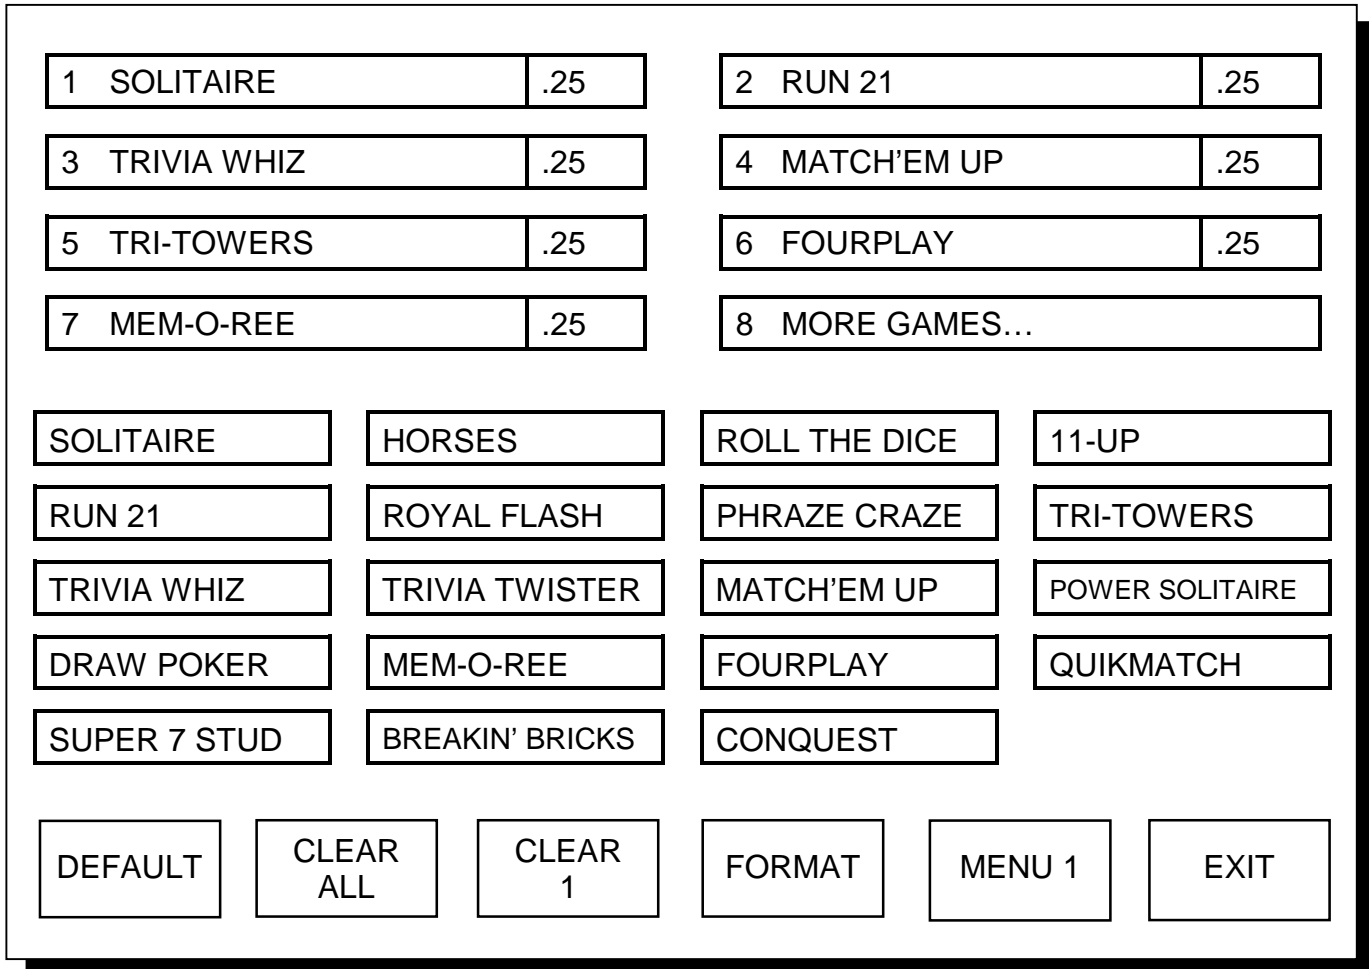 1 SOLITAIRE .25 2 RUN 21 .25
3 TRIVIA WHIZ .25 4 MATCH’EM UP .25
5 TRI-TOWERS .25 6 FOURPLAY .25
7 MEM-O-REE .25 8 MORE GAMES…
SOLITAIRE HORSES ROLL THE DICE 11-UP
RUN 21 ROYAL FLASH PHRAZE CRAZE TRI-TOWERS
TRIVIA WHIZ TRIVIA TWISTER MATCH’EM UP POWER SOLITAIRE
DRAW POKER MEM-O-REE FOURPLAY QUIKMATCH
SUPER 7 STUD BREAKIN’ BRICKS CONQUEST
DEFAULT
CLEAR
ALL
CLEAR
1
FORMAT
MENU 1
EXIT